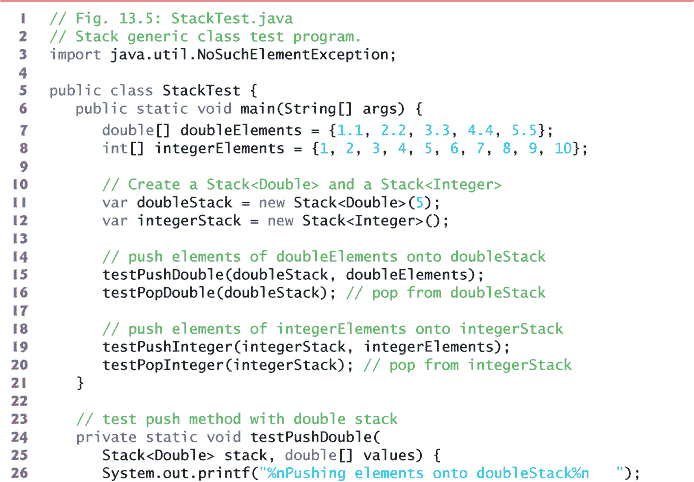 1 // Fig. 13.5: StackTest.java
2 // Stack generic class test program.
3 import java.util.NoSuchElementException;
4
5 public class StackTest {
6    public static void main(String[] args) {
7       double[] doubleElements = {1.1, 2.2, 3.3, 4.4, 5.5};
8       int[] integerElements = {1, 2, 3, 4, 5, 6, 7, 8, 9, 10};
9
10       // Create a Stack<Double> and a Stack<Integer>
11       var doubleStack = new Stack<Double>(5);
12       var integerStack = new Stack<Integer>();
13
14       // push elements of doubleElements onto doubleStack
15       testPushDouble(doubleStack, doubleElements);
16       testPopDouble(doubleStack); // pop from doubleStack
17
18       // push elements of integerElements onto integerStack
19       testPushInteger(integerStack, integerElements);
20       testPopInteger(integerStack); // pop from integerStack
21    }
22
23    // test push method with double stack
24    private static void testPushDouble(
25       Stack<Double> stack, double[] values) {
26       System.out.printf("%nPushing elements onto doubleStack%n   ");